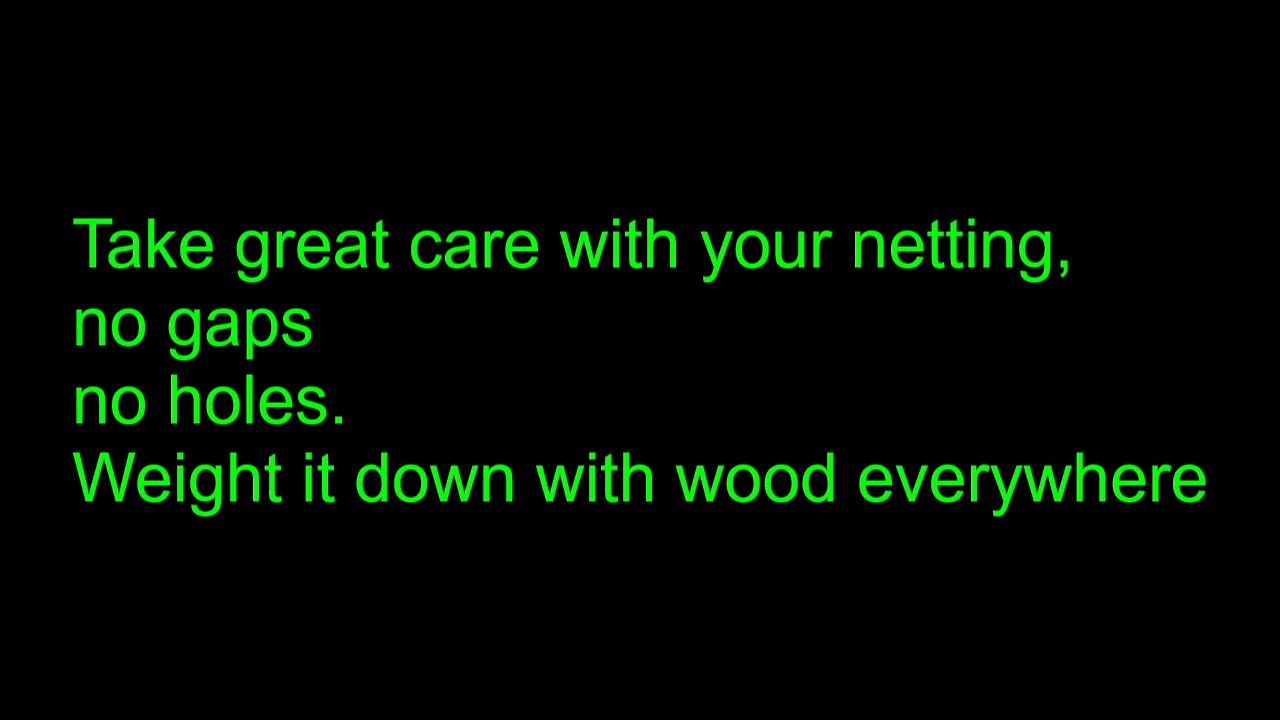 Take great care with your netting,
no gaps
no holes.
Weight it down with wood everywhere